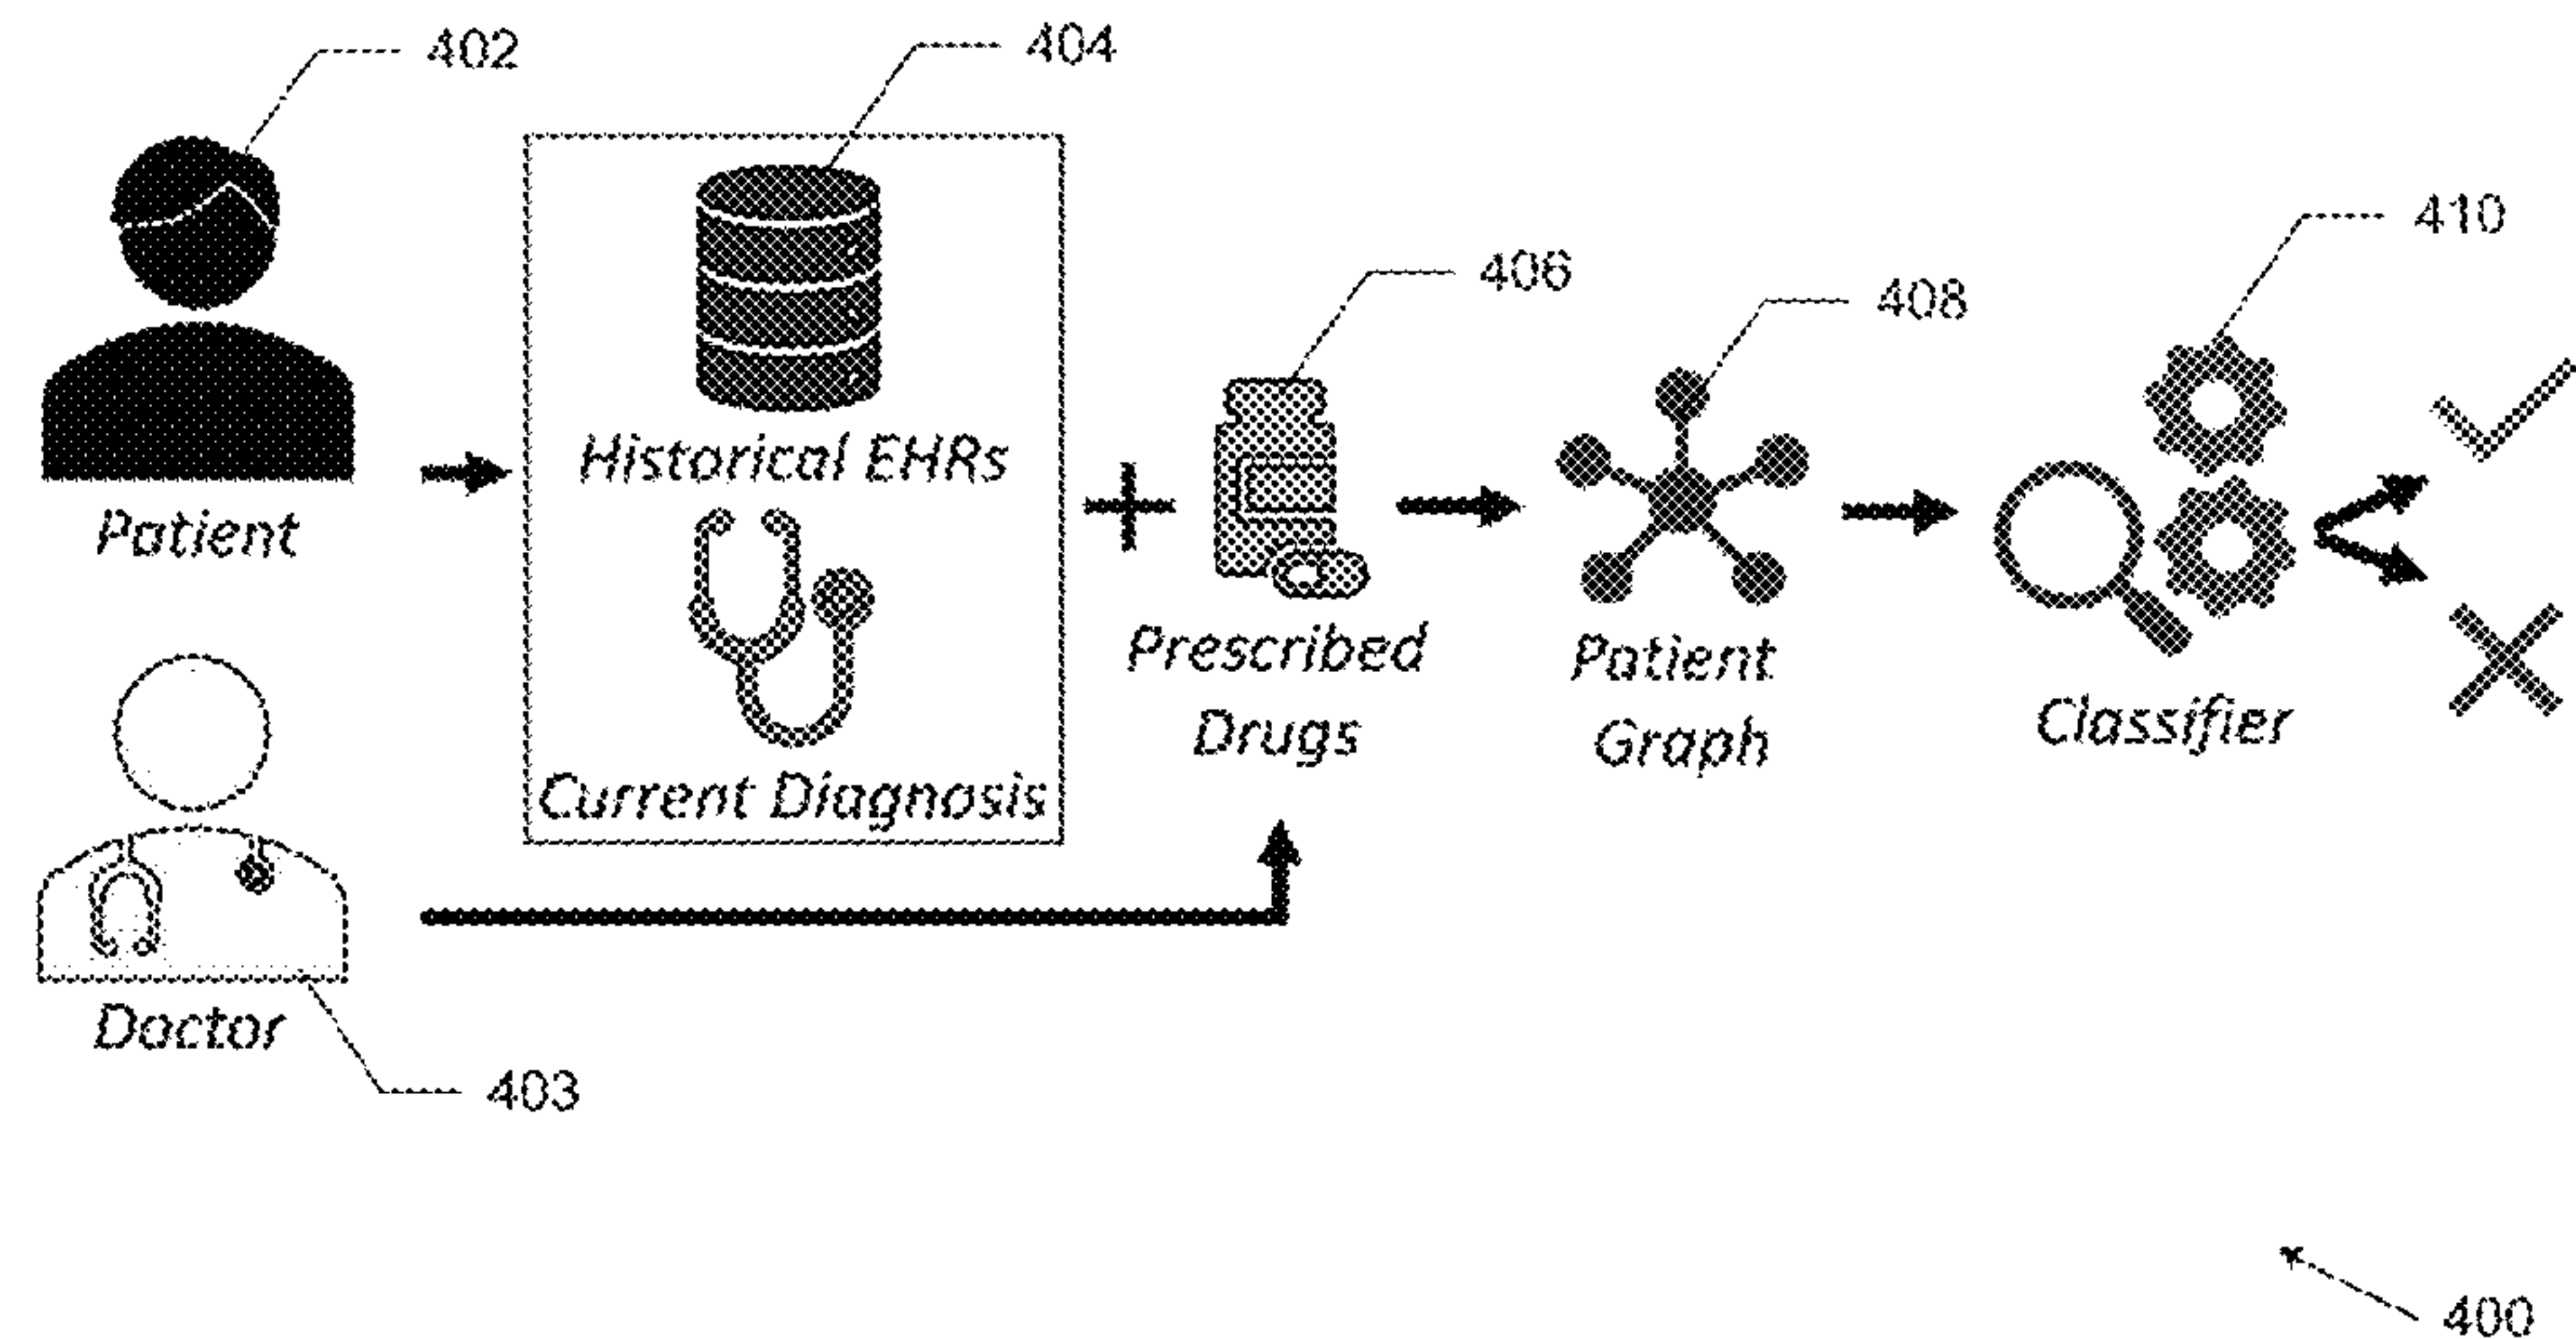 402
404
410
406
408
Historical EHRs
Patient
Prescribed
Drugs
Patient
Graph
Classifier
Current Diagnosis
Doctor
403
400